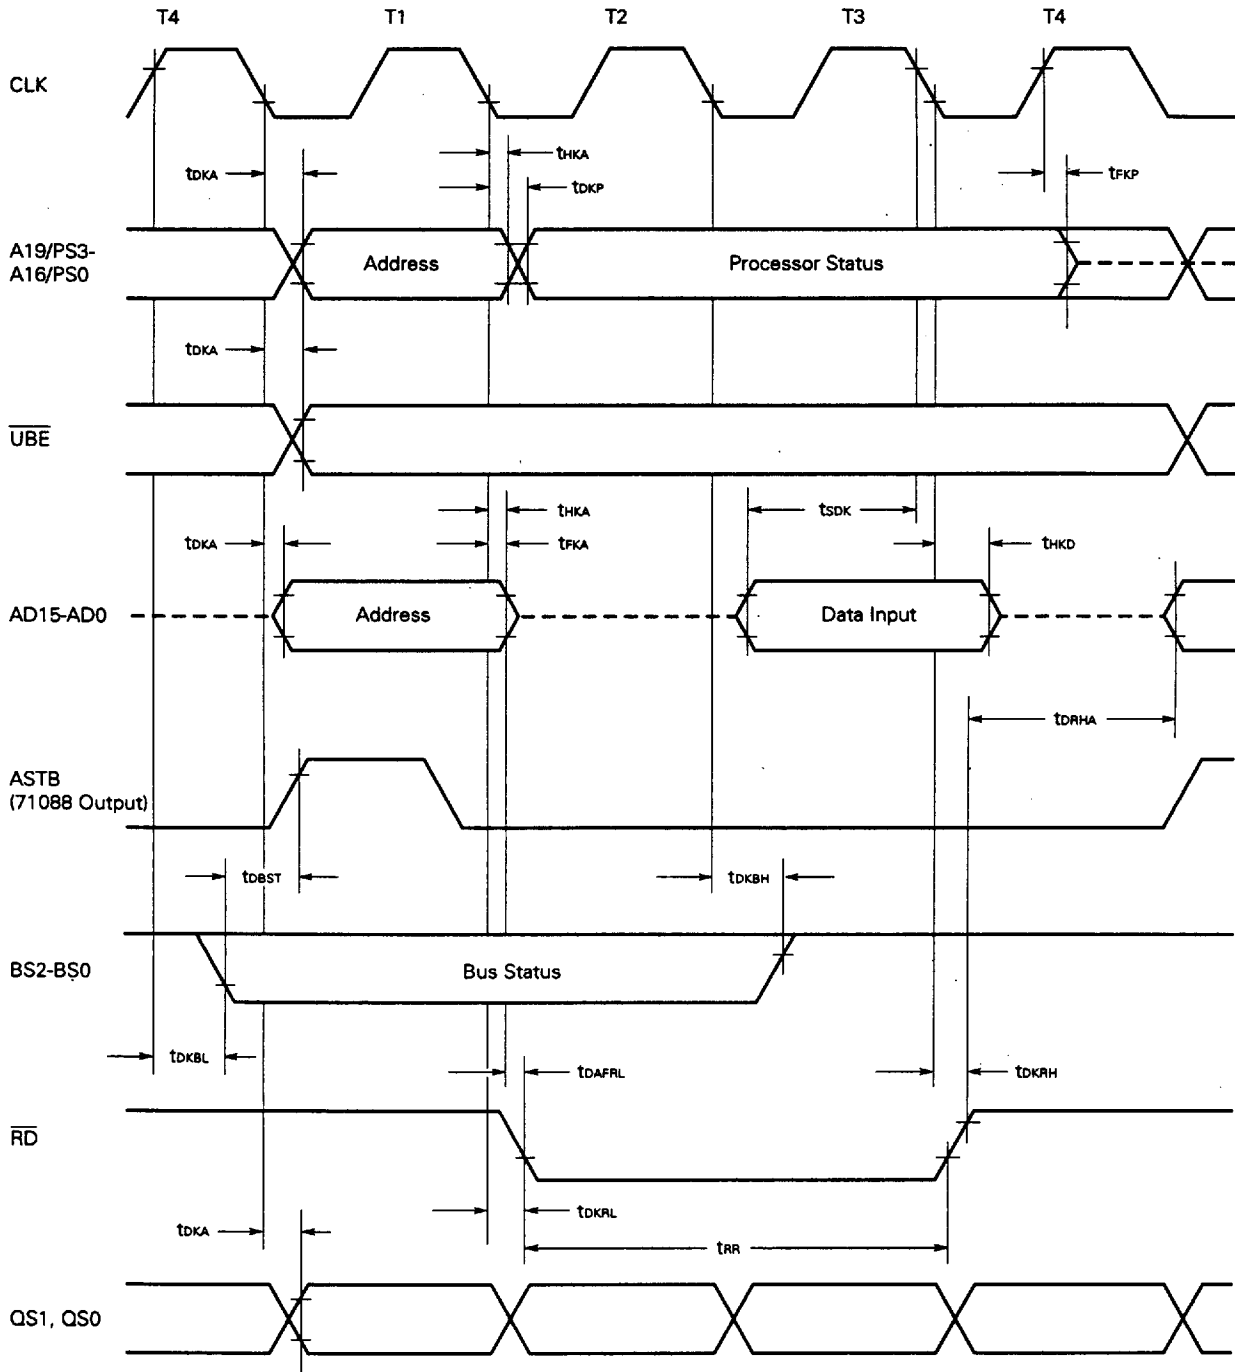 T4 T1 T2 T3 T4
CLK
tHKA
tDKA
tDKP
tFKP
A19/PS3-
A16/PS0
Address
Processor Status
tDKA
UBE
tHKA
tSDK
tDKA
tFKA
tHKD
AD15-AD0
Address
Data Input
tDRHA
ASTB
(71088 Output)
tDBST
tDKBH
BS2-BS0
Bus Status
tDKBL
tDAFRL
tDKRH
RD
tDKRL
tDKA
tRR
QS1, QS0